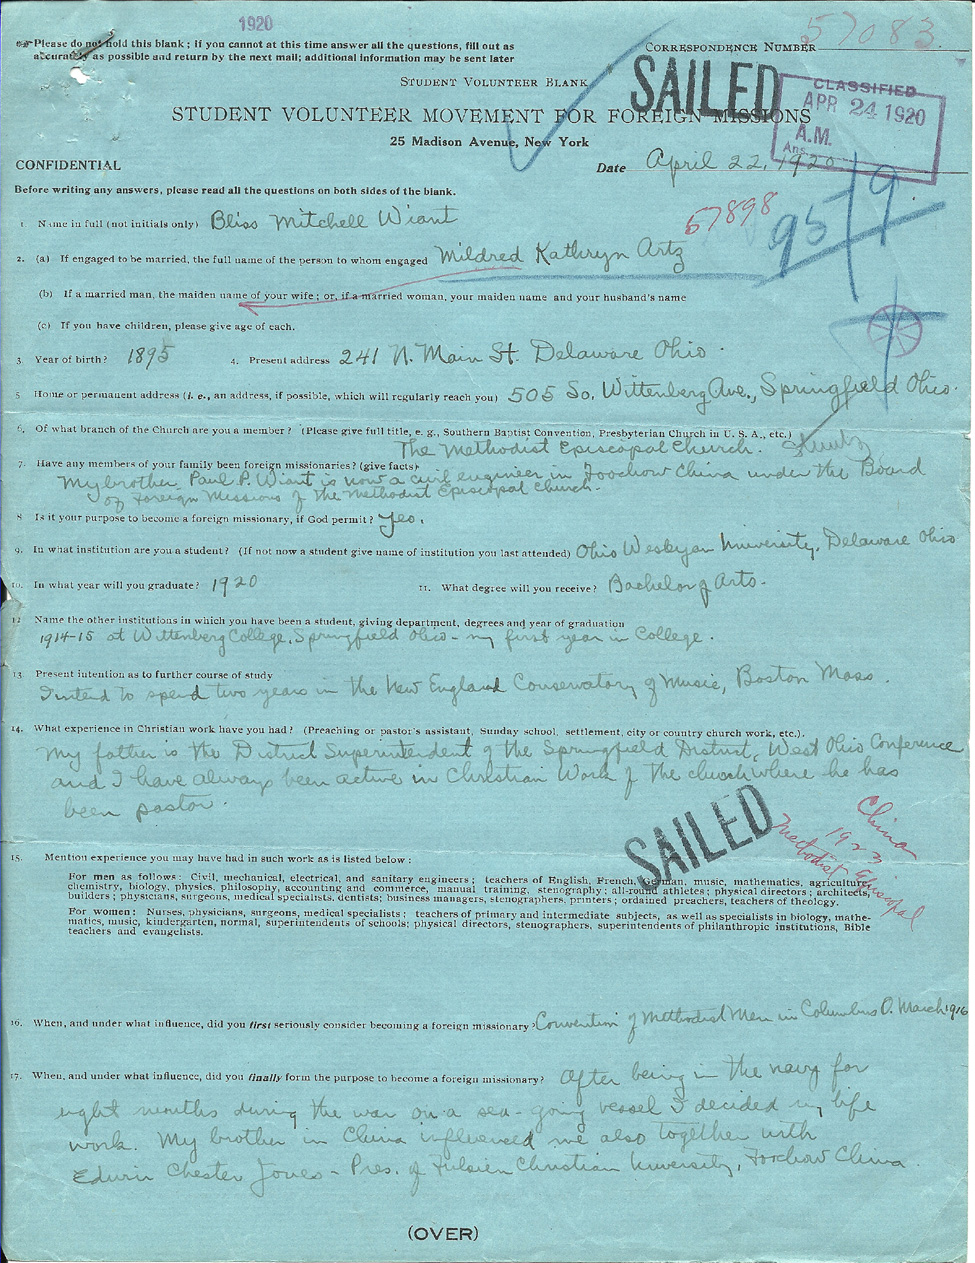 1920
57083
Please do not hold this blank; if you cannot at this time answer all the questions, fill out as
accurately as possible and return by the next mail; additional information may be sent later
CORRESPONDENCE NUMBER
STUDENT VOLUNTEER BLANK
SAILED
CLASSIFIED
APR 24 1920
A.M.
Ans.
STUDENT VOLUNTEER MOVEMENT FOR FOREIGN MISSIONS
25 Madison Avenue, New York
CONFIDENTIAL
Date April 22, 1920
Before writing any answers, please read all the questions on both sides of the blank.
57898
1. Name in full (not initials only) Bliss Mitchell Wiant
2. (a) If engaged to be married, the full name of the person to whom engaged Mildred Kathryn Artz
(b) If a married man, the maiden name of your wife; or, if a married woman, your maiden name and your husband's name
(c) If you have children, please give age of each.
3. Year of birth? 1895 4. Present address 241 N. Main St. Delaware Ohio.
5 Home or permanent address (i. e., an address, if possible, which will regularly reach you) 505 So. Wittenberg Ave., Springfield Ohio.
6. Of what branch of the Church are you a member? (Please give full title, e. g., Southern Baptist Convention, Presbyterian Church in U. S. A., etc.)
The Methodist Episcopal Church.
7. Have any members of your family been foreign missionaries? (give facts)
My brother, Paul P. Wiant is now a civil engineer in Foochow China under the Board
of Foreign Missions of the Methodist Episcopal Church.
8 Is it your purpose to become a foreign missionary, if God permit? Yes.
9. In what institution are you a student? (If not now a student give name of institution you last attended) Ohio Wesleyan University, Delaware Ohio
10. In what year will you graduate? 1920 11. What degree will you receive? Bachelor of Arts.
12 Name the other institutions in which you have been a student, giving department, degrees and year of graduation
1914-15 at Wittenberg College, Springfield Ohio - my first year in College.
13. Present intention as to further course of study
I intend to spend two years in the New England Conservatory of Music, Boston Mass.
14. What experience in Christian work have you had? (Preaching or pastor's assistant, Sunday school, settlement, city or country church work, etc.).
My father is the District Superintendent of the Springfield District, West Ohio Conference
and I have always been active in Christian Work of the church where he has
been pastor.
SAILED
China
1923
Methodist Episcopal
15. Mention experience you may have had in such work as is listed below:
For men as follows: Civil, mechanical, electrical, and sanitary engineers; teachers of English, French, German, music, mathematics, agriculture,
chemistry, biology, physics, philosophy, accounting and commerce, manual training, stenography; all-round athletes; physical directors; architects,
builders; physicians, surgeons, medical specialists, dentists; business managers, stenographers, printers; ordained preachers, teachers of theology.
For women: Nurses, physicians, surgeons, medical specialists; teachers of primary and intermediate subjects, as well as specialists in biology, mathe-
matics, music, kindergarten, normal, superintendents of schools; physical directors, stenographers, superintendents of philanthropic institutions, Bible
teachers and evangelists.
16. When, and under what influence, did you first seriously consider becoming a foreign missionary? Convention of Methodist Men in Columbus O. March 1916
17. When, and under what influence, did you finally form the purpose to become a foreign missionary? After being in the navy for
eight months during the war on a sea-going vessel I decided my life
work. My brother in China influenced me also together with
Edwin Chester Jones - Pres. of Fukien Christian University, Foochow China
(OVER)